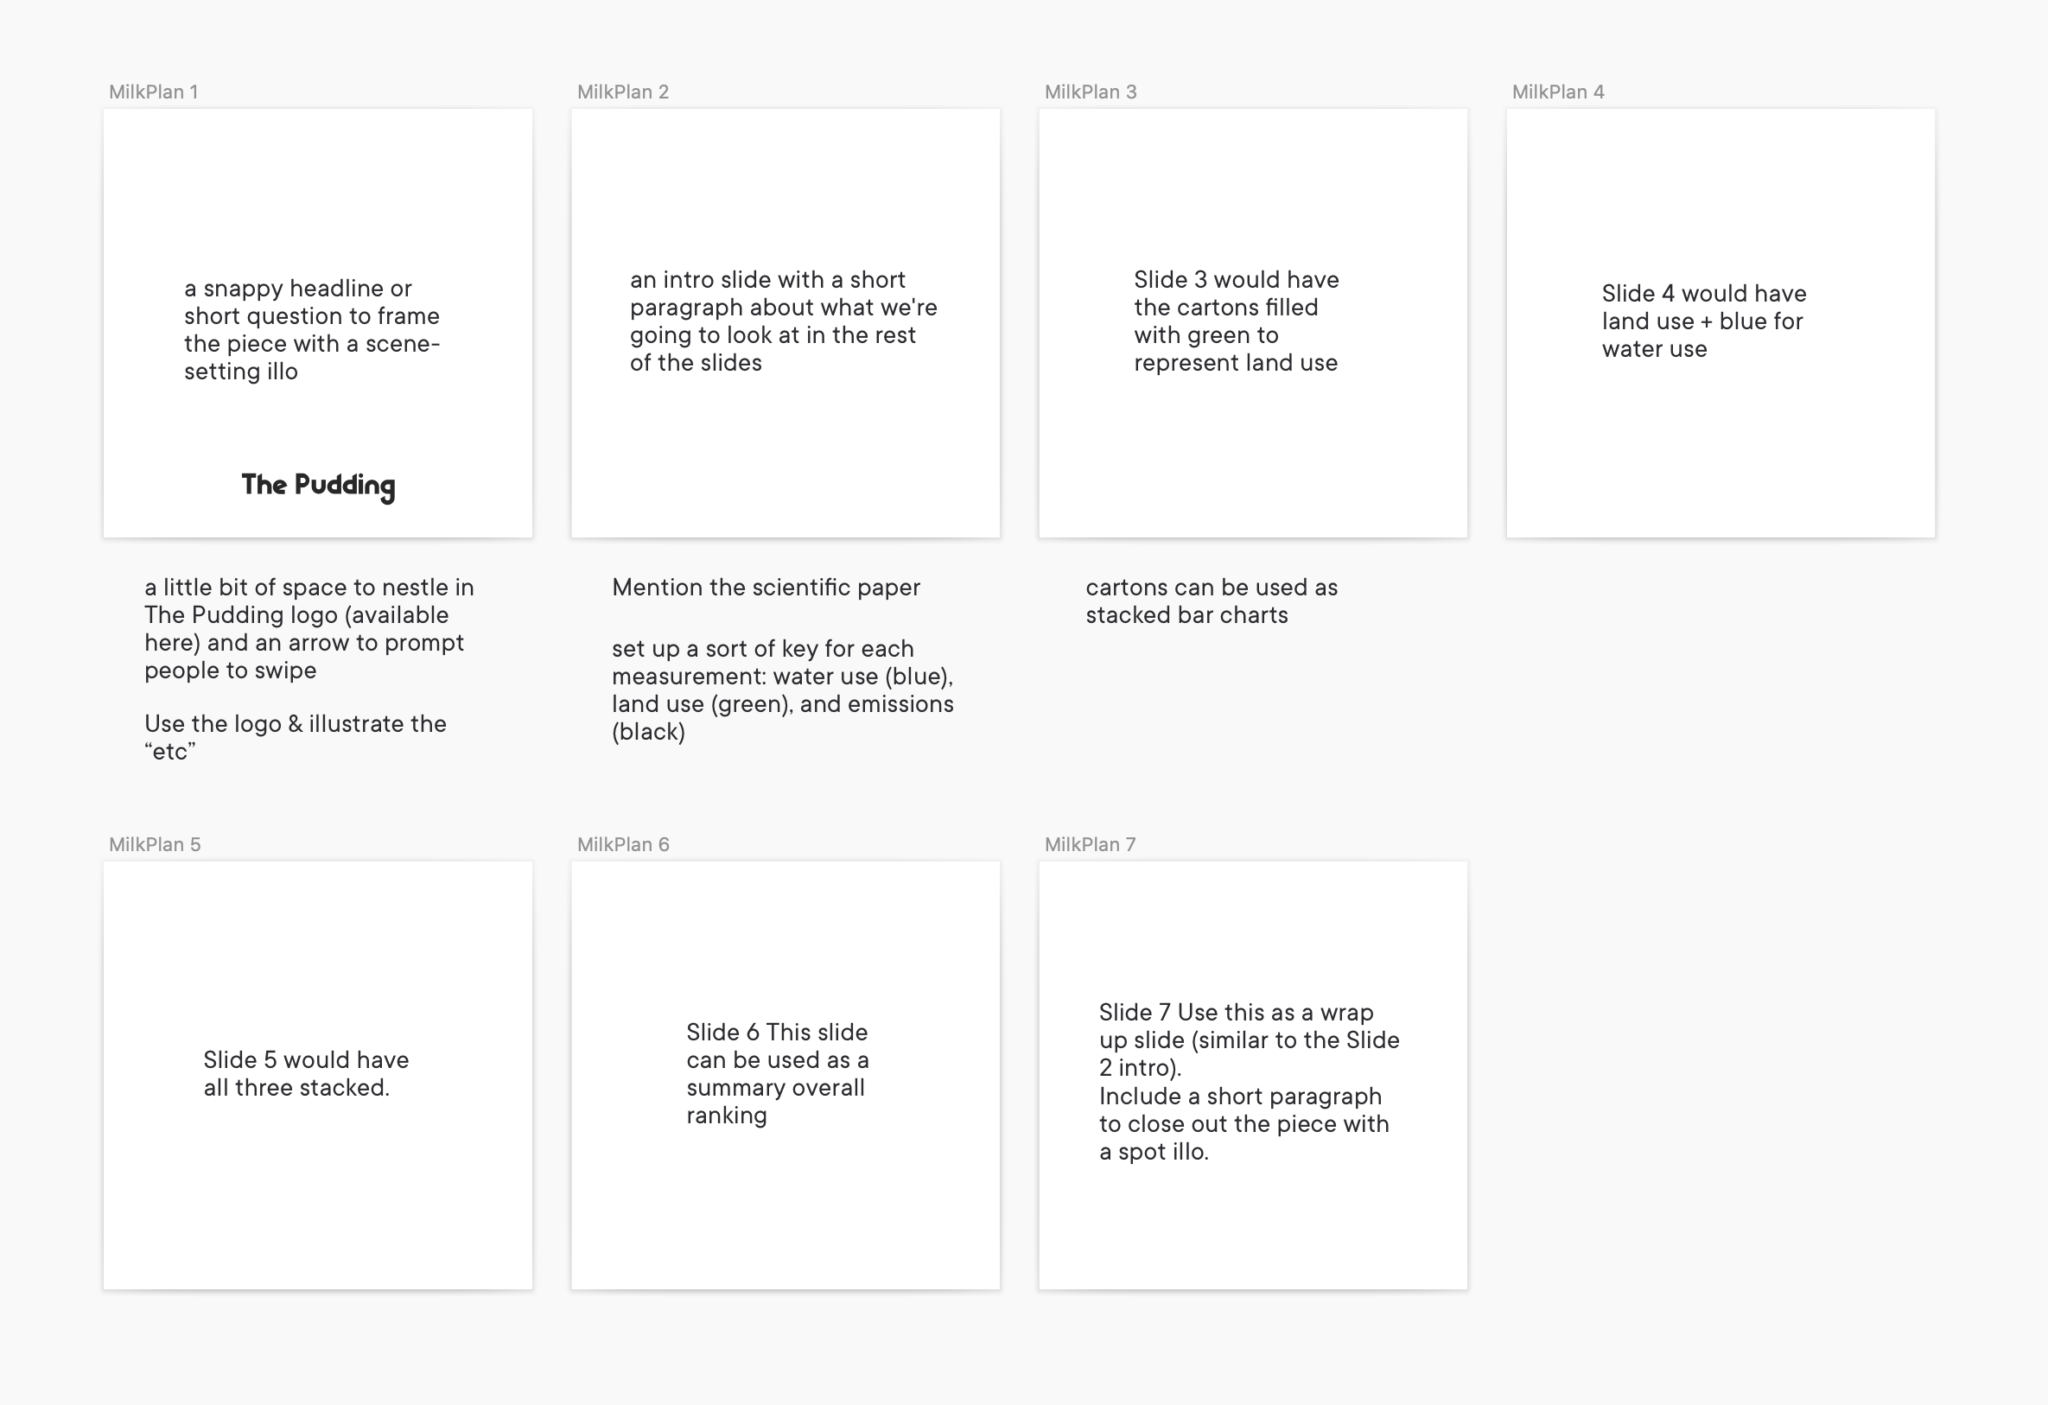 MilkPlan 1
a snappy headline or
short question to frame
the piece with a scene-
setting illo
The Pudding
a little bit of space to nestle in
The Pudding logo (available
here) and an arrow to prompt
people to swipe
Use the logo & illustrate the
“etc”
MilkPlan 2
an intro slide with a short
paragraph about what we're
going to look at in the rest
of the slides
Mention the scientific paper
set up a sort of key for each
measurement: water use (blue),
land use (green), and emissions
(black)
MilkPlan 3
Slide 3 would have
the cartons filled
with green to
represent land use
cartons can be used as
stacked bar charts
MilkPlan 4
Slide 4 would have
land use + blue for
water use
MilkPlan 5
Slide 5 would have
all three stacked.
MilkPlan 6
Slide 6 This slide
can be used as a
summary overall
ranking
MilkPlan 7
Slide 7 Use this as a wrap
up slide (similar to the Slide
2 intro).
Include a short paragraph
to close out the piece with
a spot illo.